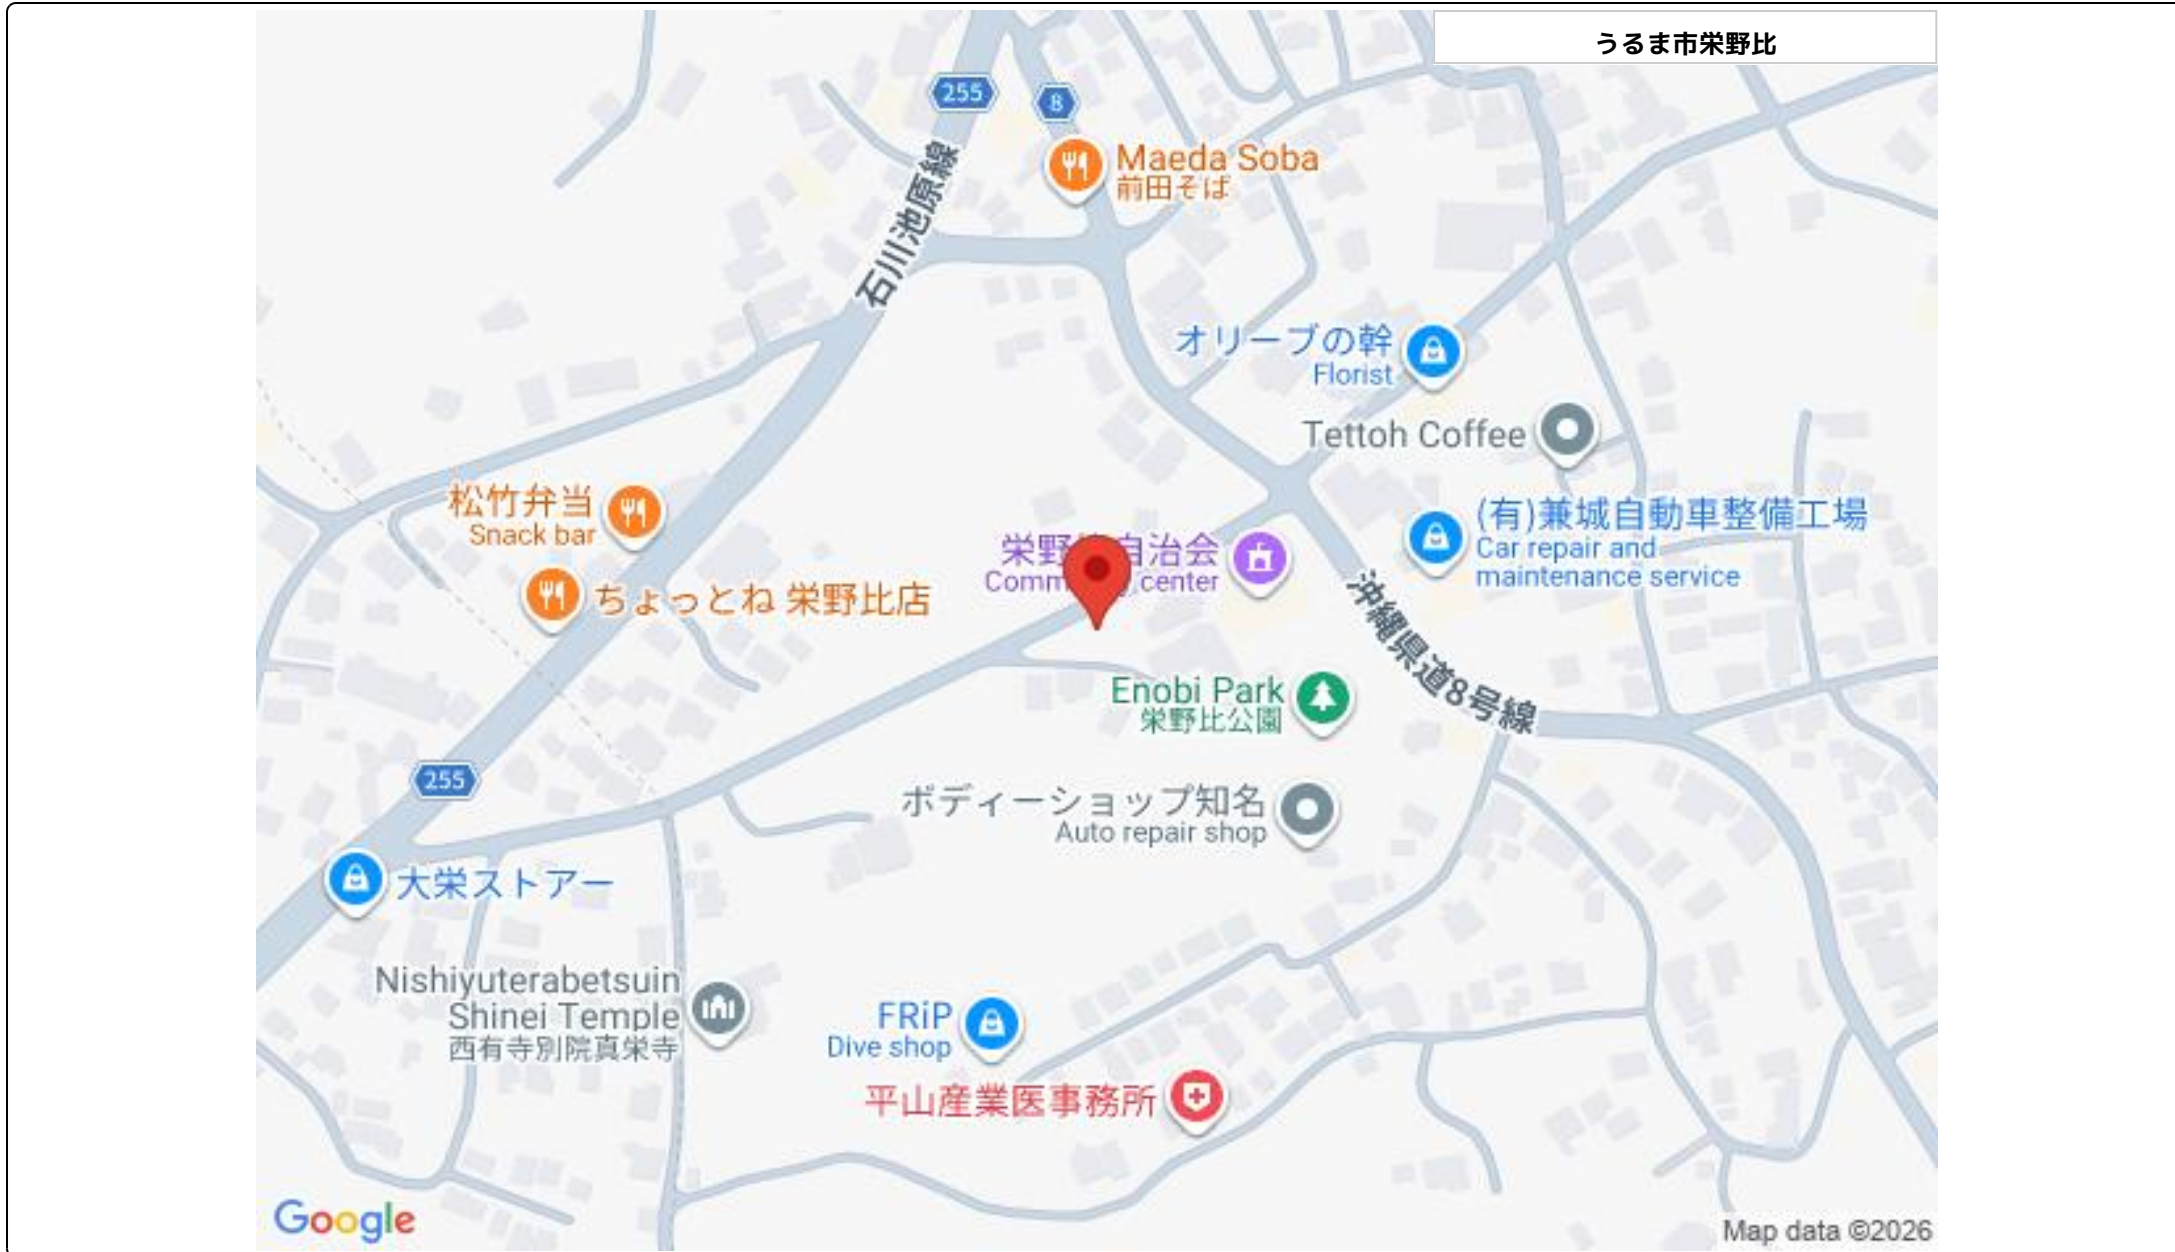 うるま市栄野比
255
8
Maeda Soba
前田そば
石川池原線
オリーブの幹
Florist
Tettoh Coffee
松竹弁当
Snack bar
(有)兼城自動車整備工場
Car repair and
maintenance service
栄野 自治会
Comm center
ちょっとね 栄野比店
沖縄県道8号線
Enobi Park
栄野比公園
255
ボディーショップ知名
Auto repair shop
大栄ストアー
Nishiyuterabetsuin
Shinei Temple
西有寺別院真栄寺
FRiP
Dive shop
平山産業医事務所
Google
Map data ©2026